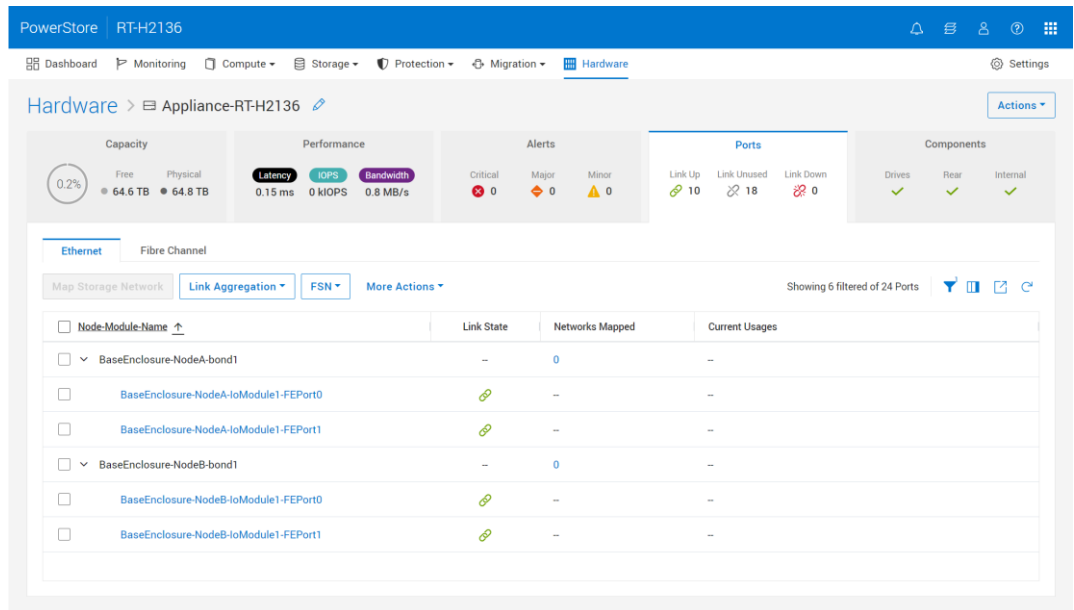 PowerStore RT-H2136
Dashboard Monitoring Compute Storage Protection Migration Hardware Settings
Hardware > Appliance-RT-H2136 Actions
Capacity Performance Alerts Ports Components
Free Physical Latency IOPS Bandwidth Critical Major Minor Link Up Link Unused Link Down Drives Rear Internal
0.2% 64.6 TB 64.8 TB 0.15 ms 0 kIOPS 0.8 MB/s 0 0 0 10 18 0
Ethernet Fibre Channel
Map Storage Network Link Aggregation FSN More Actions Showing 6 filtered of 24 Ports
Node-Module-Name ↑ Link State Networks Mapped Current Usages
BaseEnclosure-NodeA-bond1 -- 0 --
BaseEnclosure-NodeA-IoModule1-FEPort0 -- --
BaseEnclosure-NodeA-IoModule1-FEPort1 -- --
BaseEnclosure-NodeB-bond1 -- 0 --
BaseEnclosure-NodeB-IoModule1-FEPort0 -- --
BaseEnclosure-NodeB-IoModule1-FEPort1 -- --